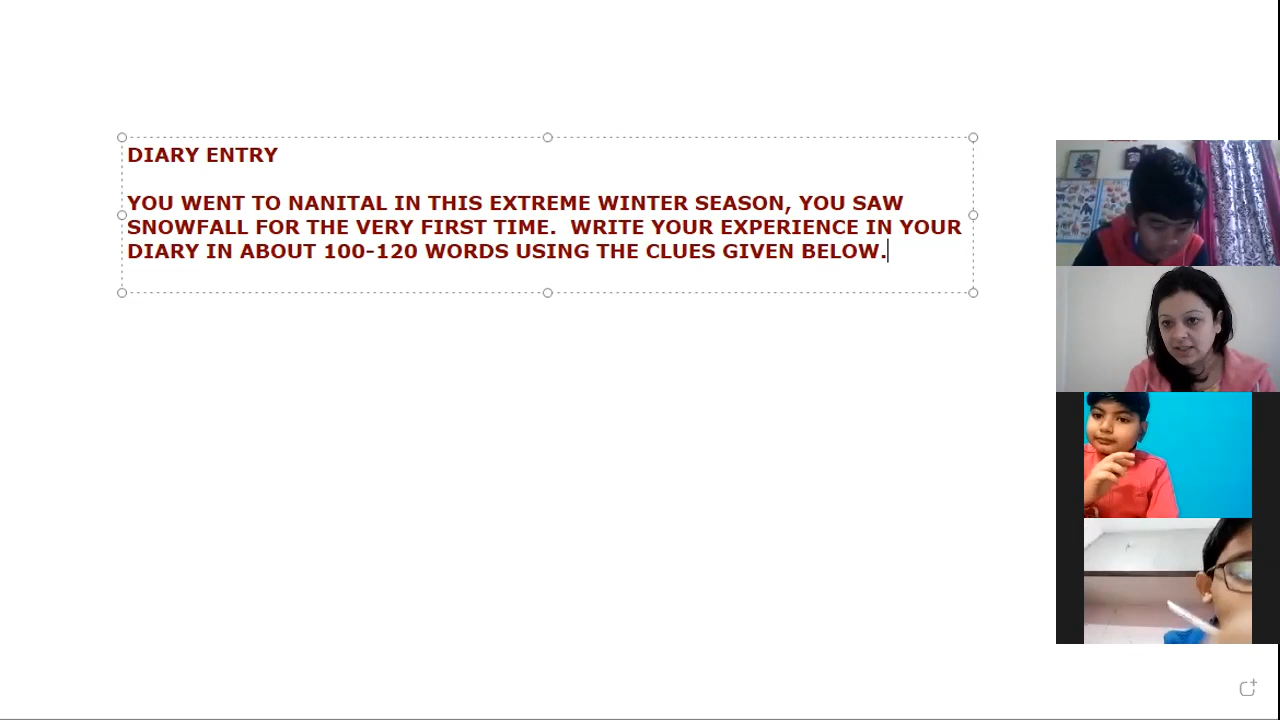 DIARY ENTRY
YOU WENT TO NANITAL IN THIS EXTREME WINTER SEASON, YOU SAW
SNOWFALL FOR THE VERY FIRST TIME.  WRITE YOUR EXPERIENCE IN YOUR
DIARY IN ABOUT 100-120 WORDS USING THE CLUES GIVEN BELOW.